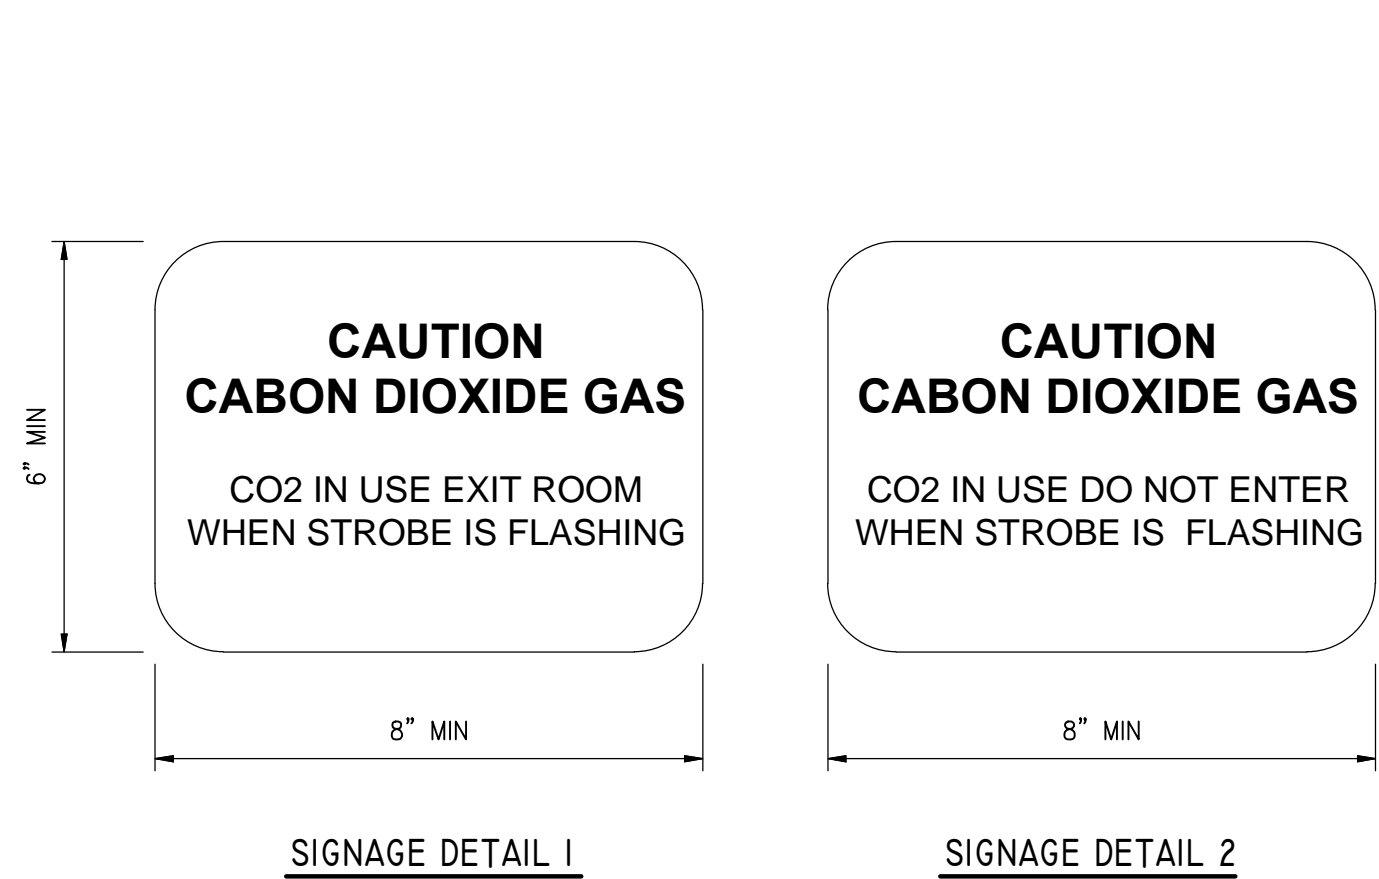 CAUTION
CABON DIOXIDE GAS
CO2 IN USE EXIT ROOM
WHEN STROBE IS FLASHING
6” MIN
8” MIN
SIGNAGE DETAIL 1
CAUTION
CABON DIOXIDE GAS
CO2 IN USE DO NOT ENTER
WHEN STROBE IS  FLASHING
8” MIN
SIGNAGE DETAIL 2